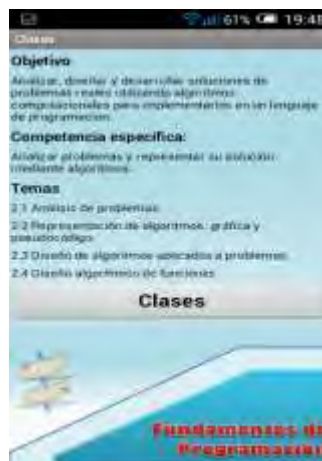 61% 19:48
Clases
Objetivo
Analizar, diseñar y desarrollar soluciones de
problemas reales utilizando algoritmos
computacionales para implementarlos en un lenguaje
de programación.
Competencia específica:
Analizar problemas y representar su solución
mediante algoritmos.
Temas
2.1 Análisis de problemas.
2.2 Representación de algoritmos: gráfica y
pseudocódigo.
2.3 Diseño de algoritmos aplicados a problemas.
2.4 Diseño algorítmico de funciones
Clases
Fundamentos de
Programación